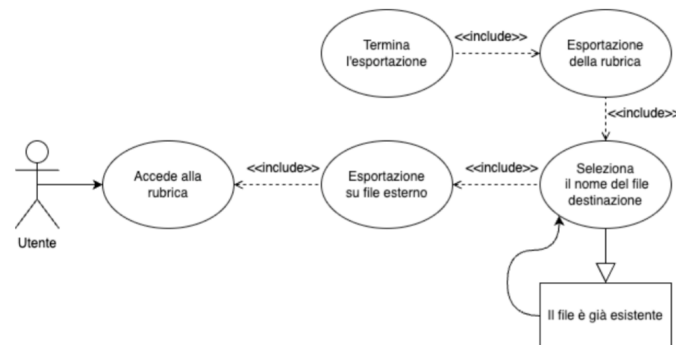 Termina
l'esportazione
<<include>>
Esportazione
della rubrica
<<include>>
Utente
Accede alla
rubrica
<<include>>
Esportazione
su file esterno
<<include>>
Seleziona
il nome del file
destinazione
Il file è già esistente